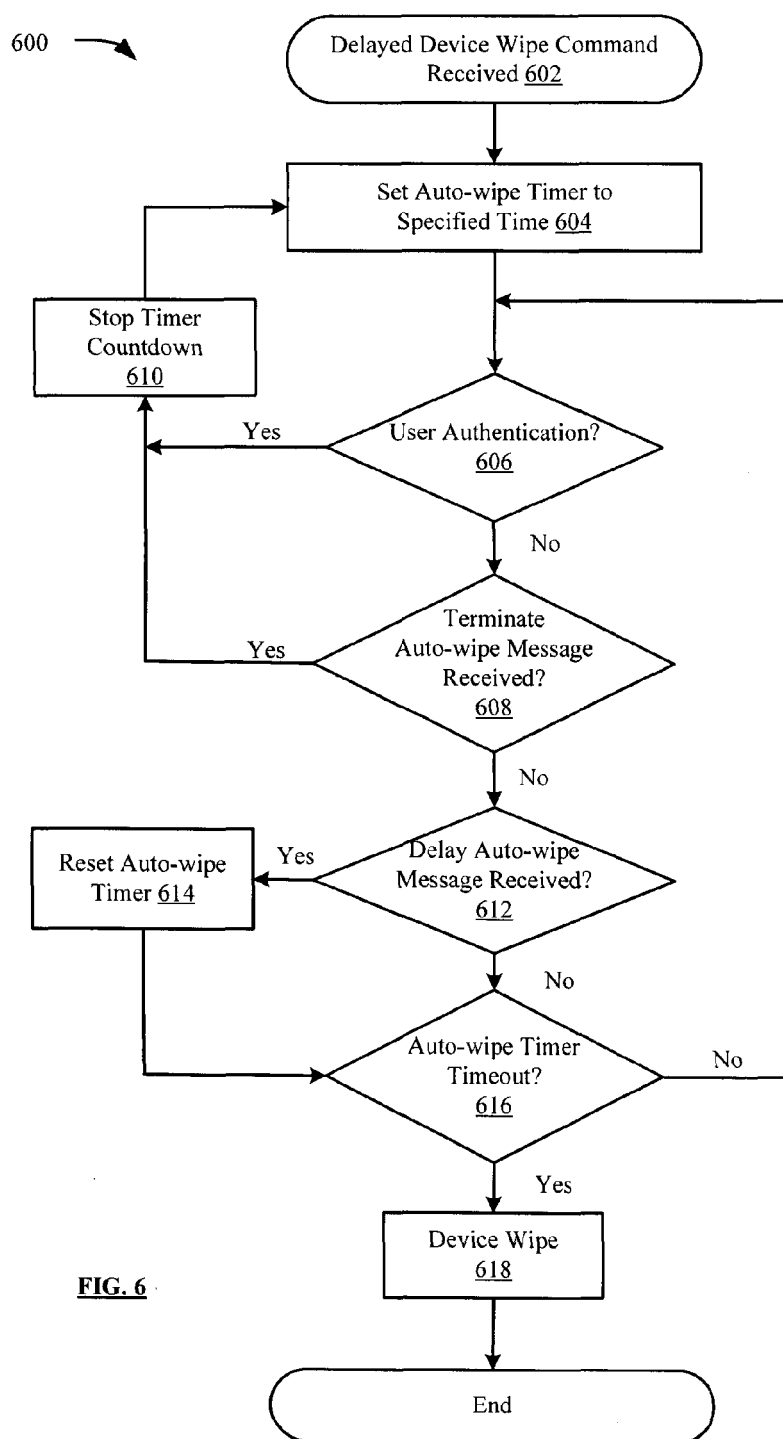 600
Delayed Device Wipe Command
Received 602
Set Auto-wipe Timer to
Specified Time 604
Stop Timer
Countdown
610
Yes
User Authentication?
606
No
Yes
Terminate
Auto-wipe Message
Received?
608
No
Reset Auto-wipe
Timer 614
Yes
Delay Auto-wipe
Message Received?
612
No
Auto-wipe Timer
Timeout?
616
No
Yes
Device Wipe
618
FIG. 6
End